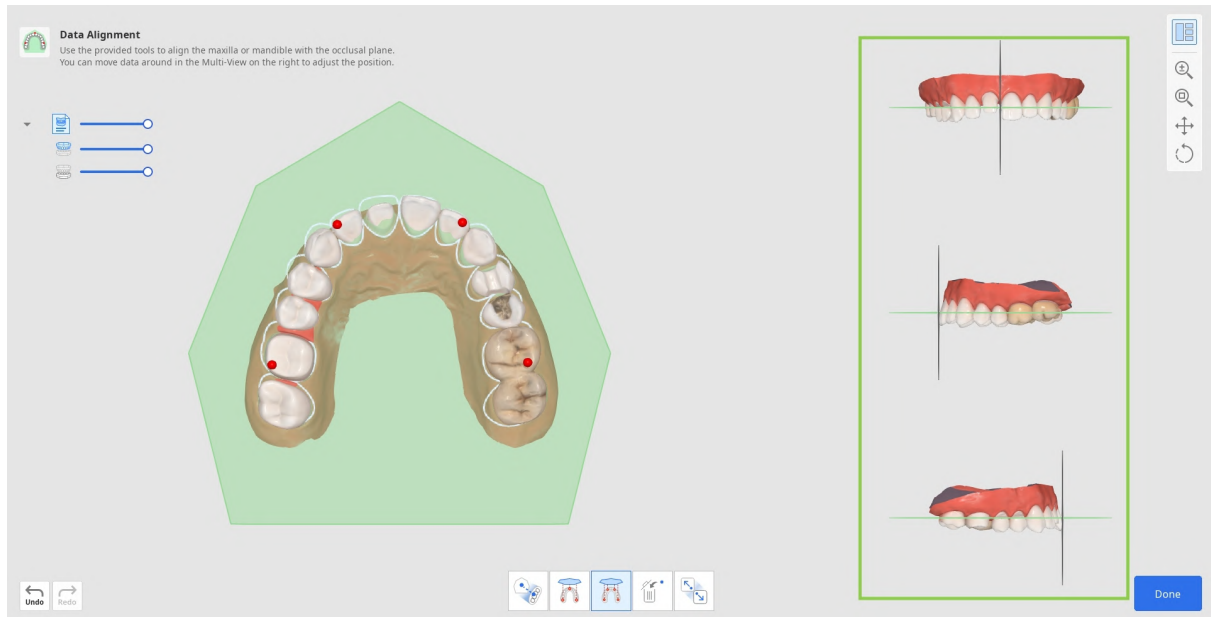 Data Alignment
Use the provided tools to align the maxilla or mandible with the occlusal plane.
You can move data around in the Multi-View on the right to adjust the position.
Undo
Redo
Done